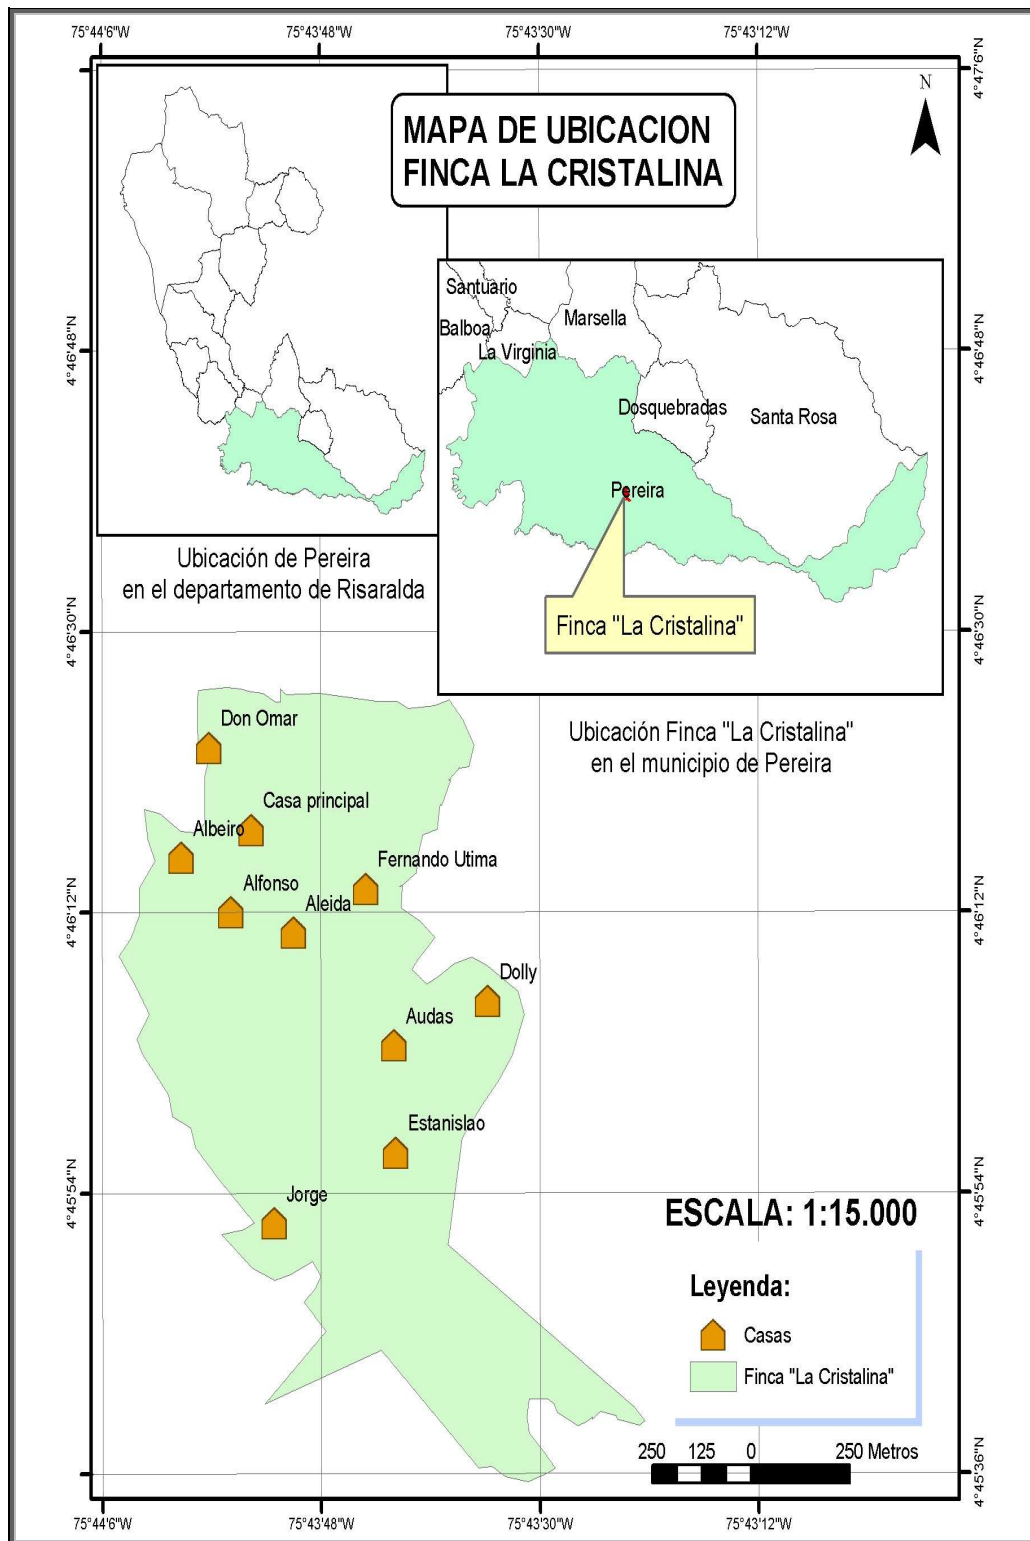 75°44'6"W
75°43'48"W
75°43'30"W
75°43'12"W
4°47'6"N
N
MAPA DE UBICACION
FINCA LA CRISTALINA
Santuario
Balboa
Marsella
La Virginia
Dosquebradas
Santa Rosa
Pereira
Finca "La Cristalina"
4°46'48"N
4°46'48"N
Ubicación de Pereira
en el departamento de Risaralda
4°46'30"N
4°46'30"N
Ubicación Finca "La Cristalina"
en el municipio de Pereira
Don Omar
Casa principal
Albeiro
Fernando Utima
Alfonso
Aleida
4°46'12"N
4°46'12"N
Dolly
Audas
Estanislao
Jorge
4°45'54"N
4°45'54"N
ESCALA: 1:15.000
Leyenda:
Casas
Finca "La Cristalina"
250 125 0 250 Metros
4°45'36"N
75°44'6"W
75°43'48"W
75°43'30"W
75°43'12"W